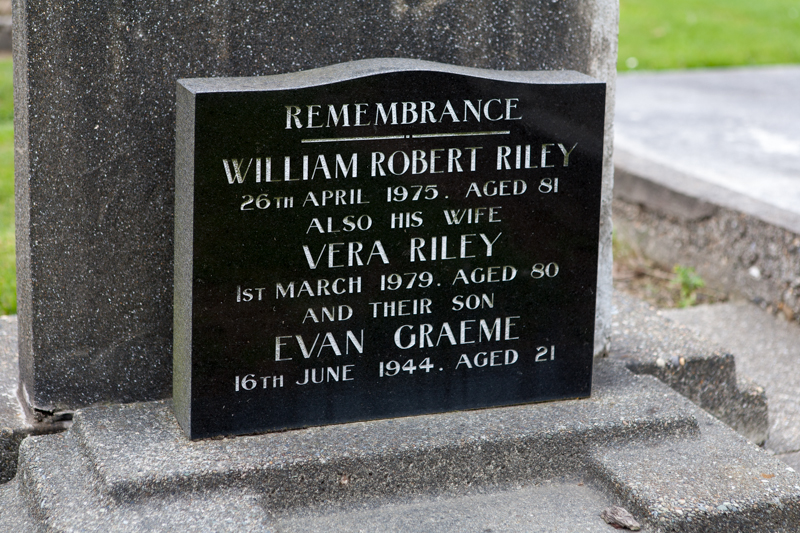 REMEMBRANCE
WILLIAM ROBERT RILEY
26TH APRIL 1975. AGED 81
ALSO HIS WIFE
VERA RILEY
1ST MARCH 1979. AGED 80
AND THEIR SON
EVAN GRAEME
16TH JUNE 1944. AGED 21